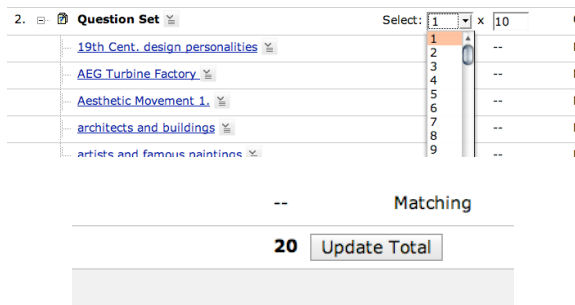 2. Question Set Select: 1 x 10
1
19th Cent. design personalities --
2
3
AEG Turbine Factory --
4
5
Aesthetic Movement 1. --
6
7
architects and buildings --
8
artists and famous paintings 9 --
-- Matching
20 Update Total